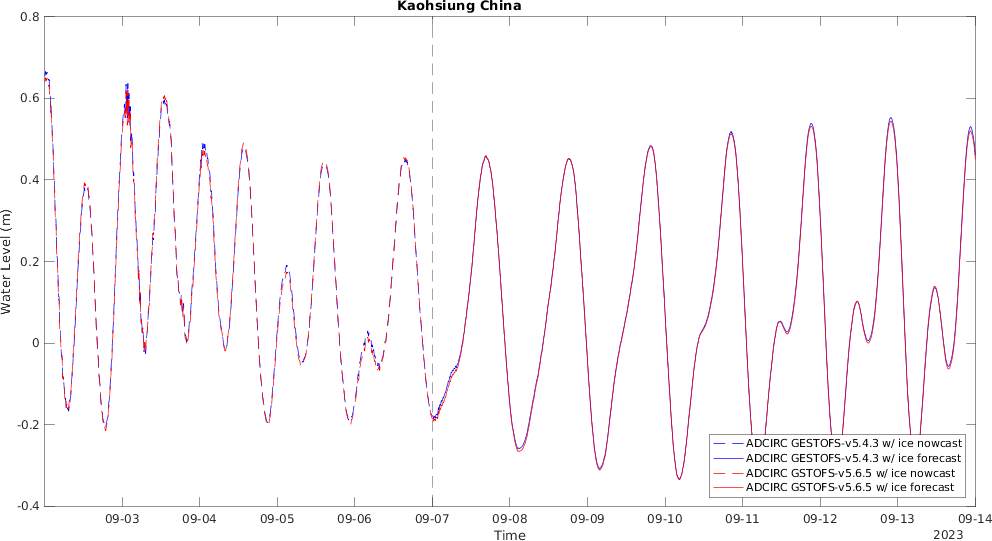 Kaohsiung China
0.8
0.6
0.4
0.2
0
-0.2
-0.4
Water Level (m)
ADCIRC GESTOFS-v5.4.3 w/ ice nowcast
ADCIRC GESTOFS-v5.4.3 w/ ice forecast
ADCIRC GSTOFS-v5.6.5 w/ ice nowcast
ADCIRC GSTOFS-v5.6.5 w/ ice forecast
09-03 09-04 09-05 09-06 09-07 09-08 09-09 09-10 09-11 09-12 09-13 09-14
Time
2023